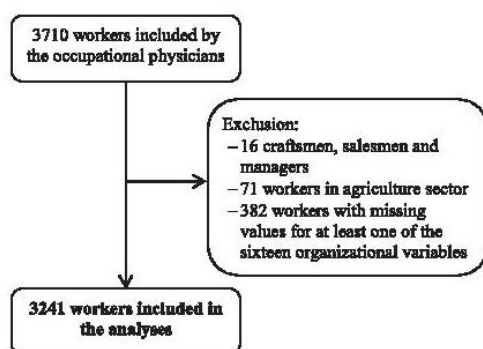 3710 workers included by
the occupational physicians
Exclusion:
–16 craftsmen, salesmen and
managers
–71 workers in agriculture sector
–382 workers with missing
values for at least one of the
sixteen organizational variables
3241 workers included in
the analyses